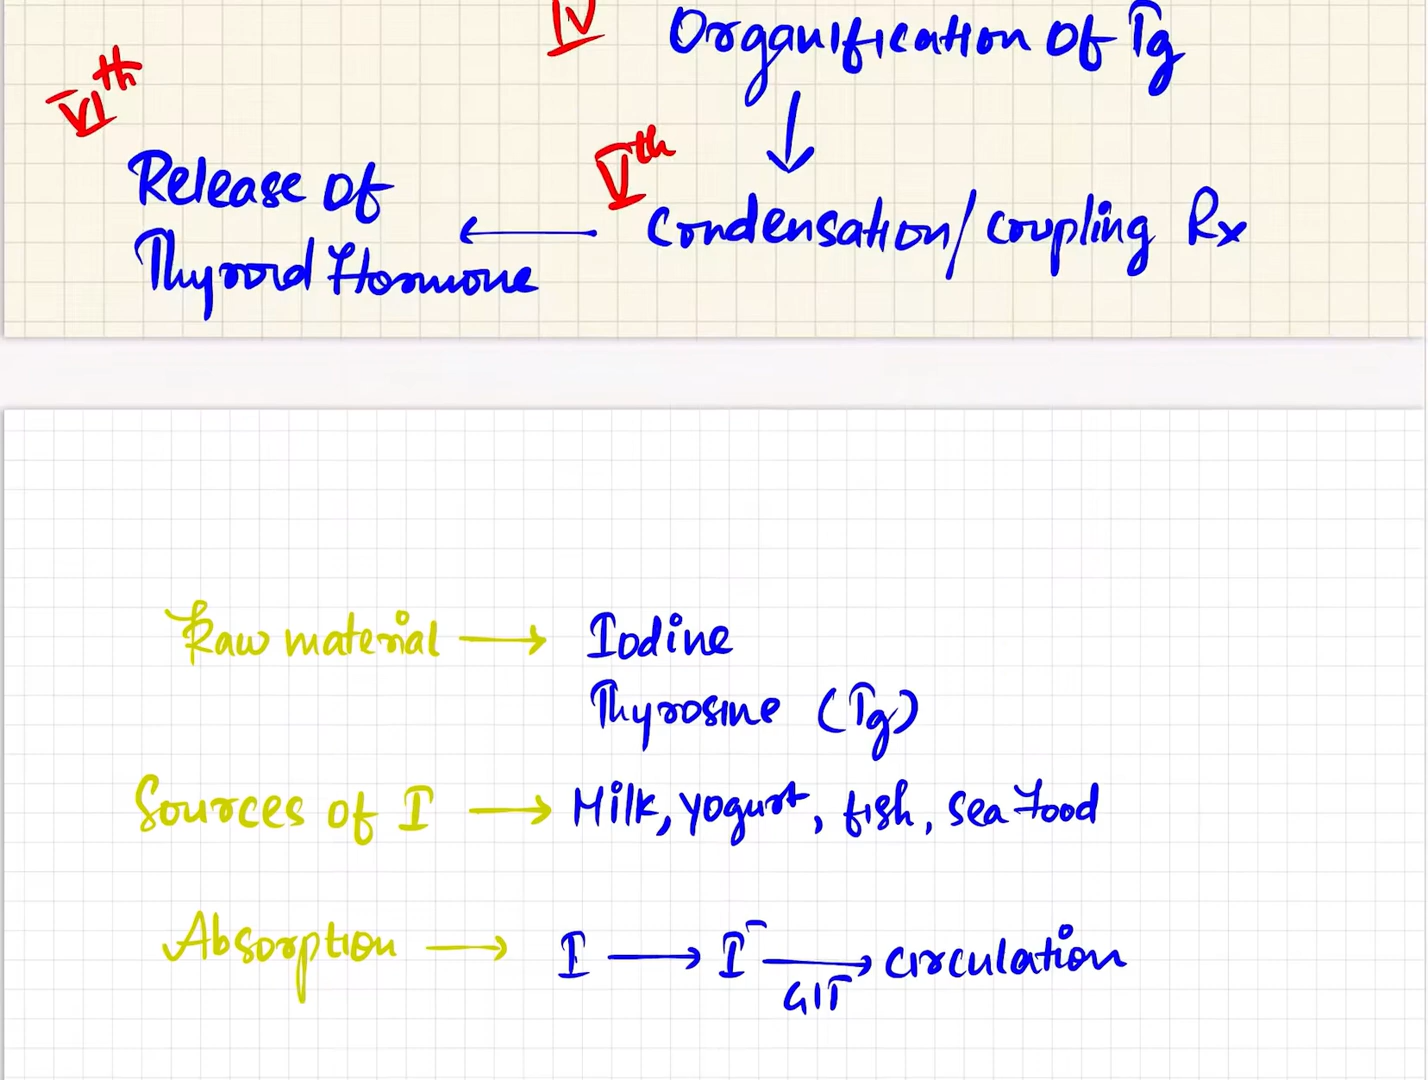 IV Organification of Tg
↓
VIth Release of Thyroid Hormone ← Vth Condensation/coupling Rx
Raw material → Iodine
Thyrosine (Tg)
Sources of I → Milk, yogurt, fish, sea food
Absorption → I → I⁻ → circulation
GIT